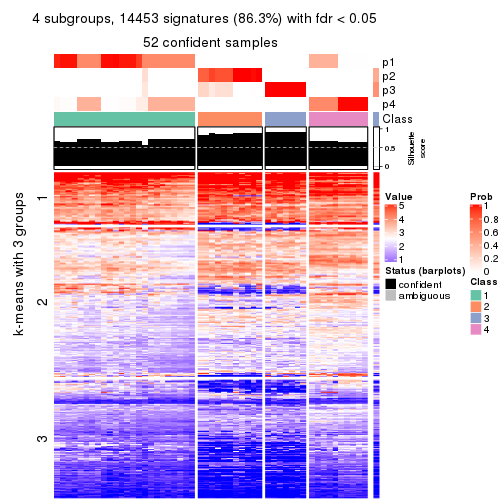 4 subgroups, 14453 signatures (86.3%) with fdr < 0.05
52 confident samples
p1
p2
p3
p4
Class
1
0.5
0
Silhouette
score
k-means with 3 groups
1
2
3
Value
5
4
3
2
1
Status (barplots)
confident
ambiguous
Prob
1
0.8
0.6
0.4
0.2
0
Class
1
2
3
4